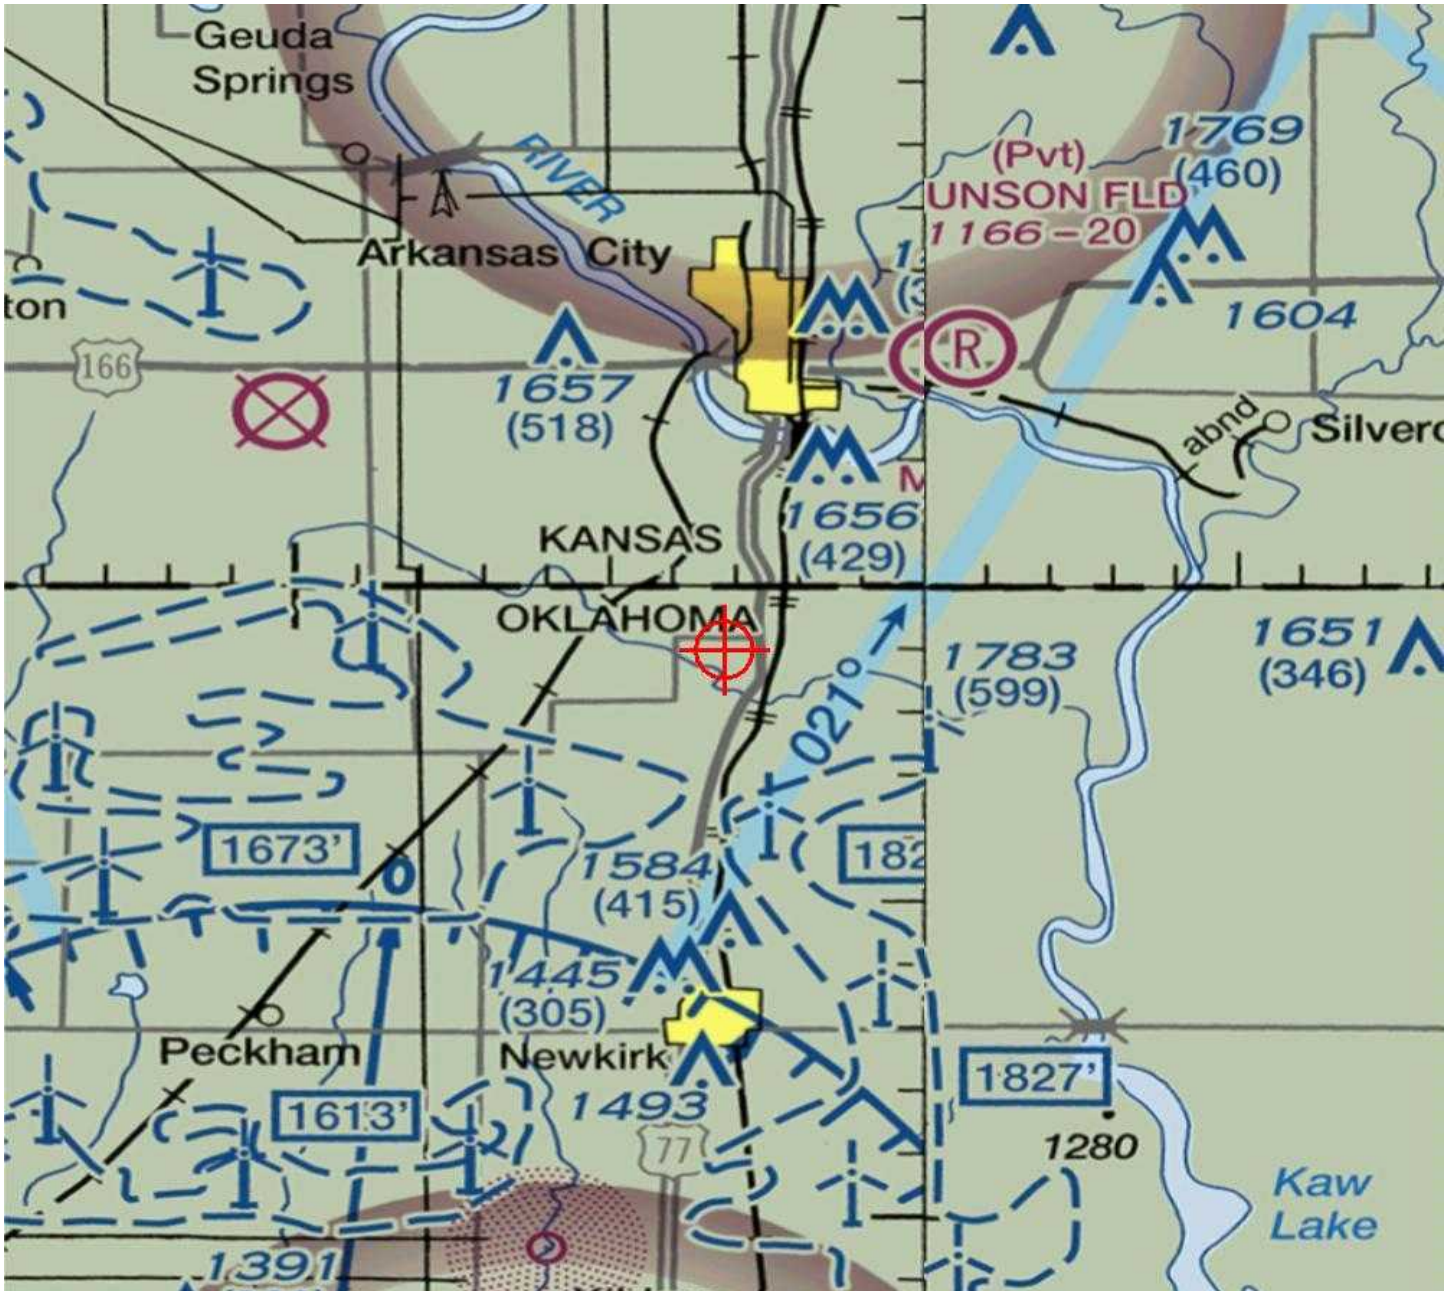 Geuda
Springs
RIVER
(Pvt)
UNSON FLD
1166-20
1769
(460)
Arkansas City
ton
1604
166
R
1657
(518)
abnd
1656
(429)
KANSAS
OKLAHOMA
1651
(346)
1783
(599)
021°
1673'
0
1584
(415)
182
1445
(305)
Peckham
Newkirk
1493
1613'
77
1827'
1280
Kaw
Lake
1391